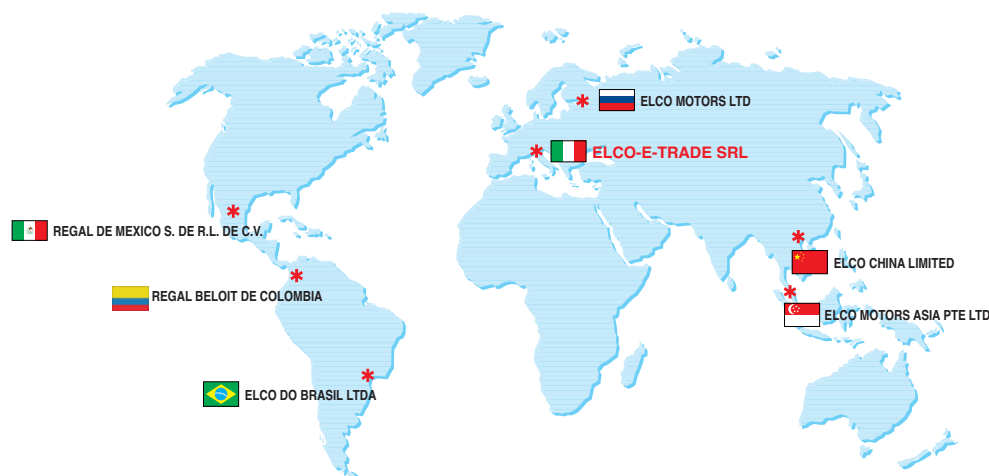 ELCO MOTORS LTD
ELCO-E-TRADE SRL
REGAL DE MEXICO S. DE R.L. DE C.V.
ELCO CHINA LIMITED
REGAL BELOIT DE COLOMBIA
ELCO MOTORS ASIA PTE LTD
ELCO DO BRASIL LTDA